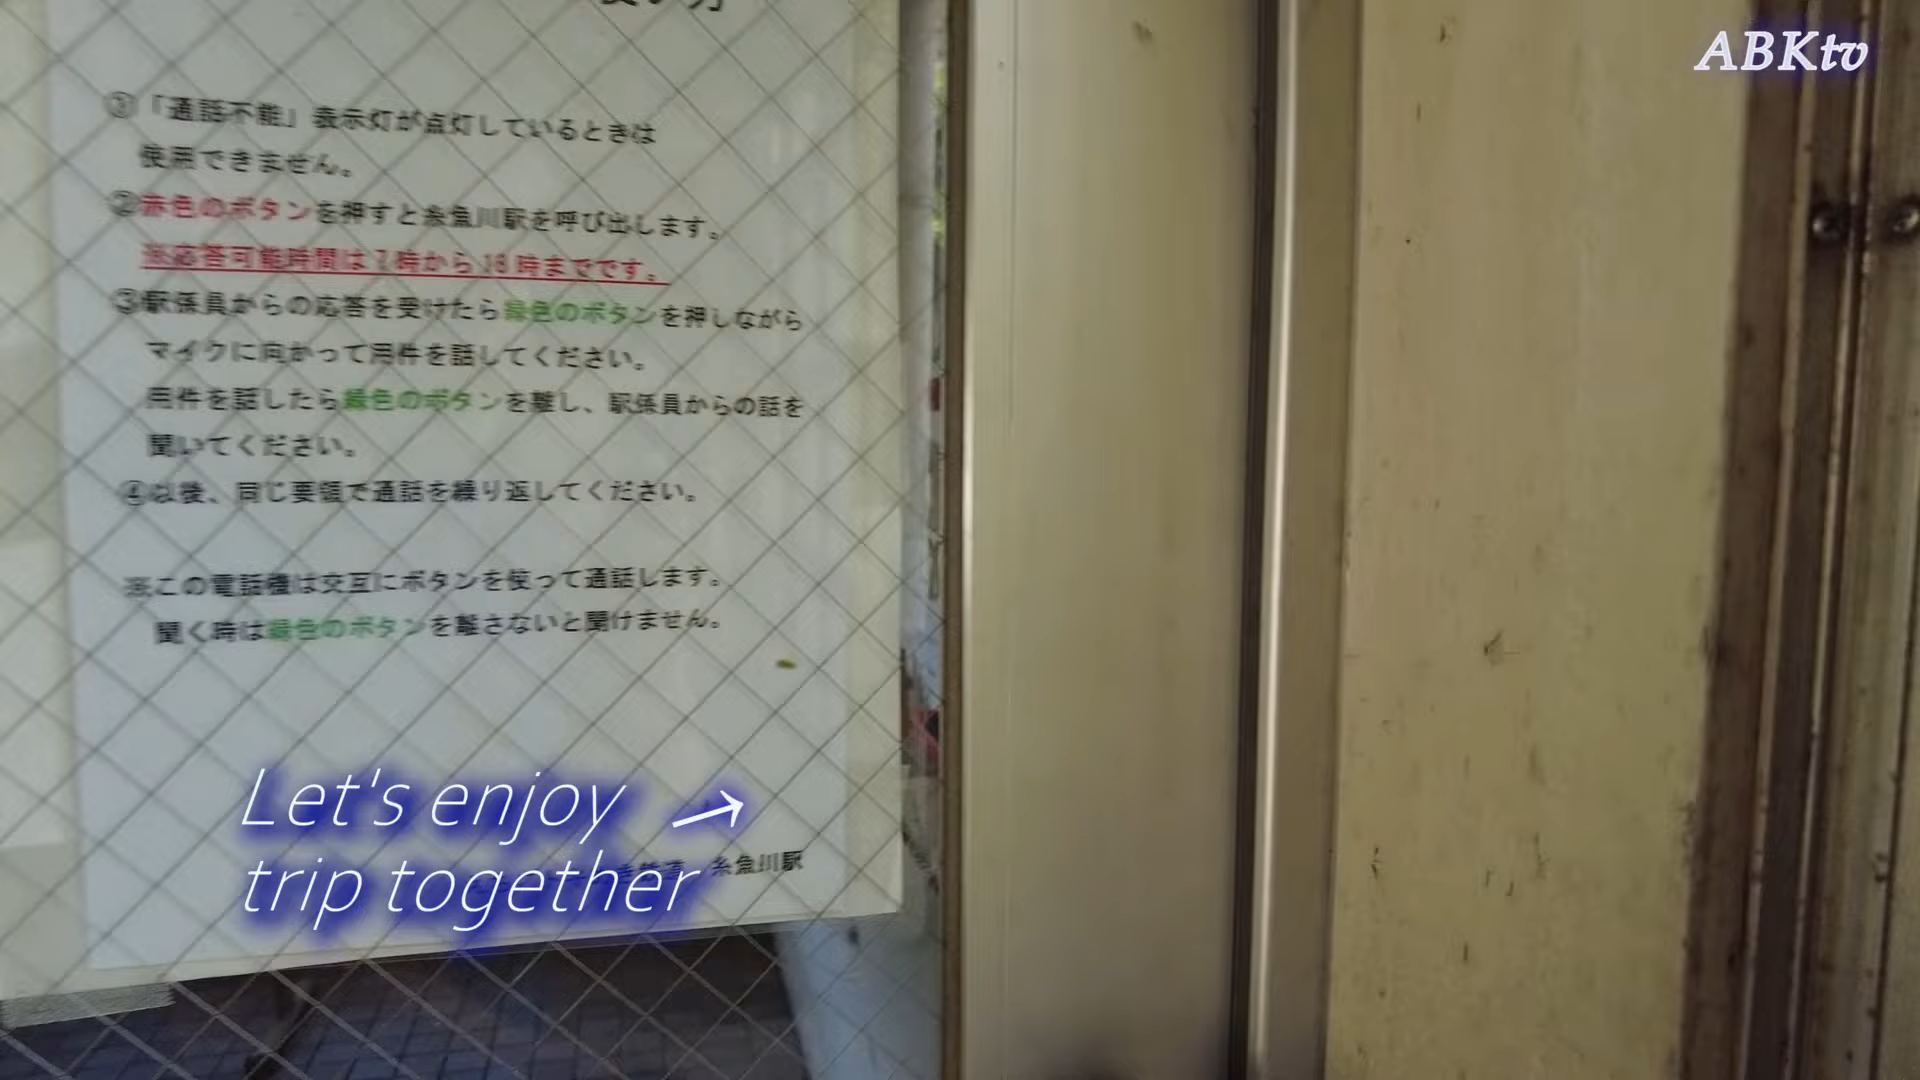 使い方
ABKtv
①「通話不能」表示灯が点灯しているときは
使用できません。
②赤色のボタンを押すと糸魚川駅を呼び出します。
※応答可能時間は7時から18時までです。
③駅係員からの応答を受けたら緑色のボタンを押しながら
マイクに向かって用件を話してください。
用件を話したら緑色のボタンを離し、駅係員からの話を
聞いてください。
④以後、同じ要領で通話を繰り返してください。
※この電話機は交互にボタンを使って通話します。
聞く時は緑色のボタンを離さないと聞けません。
Let's enjoy →
trip together
糸魚川駅